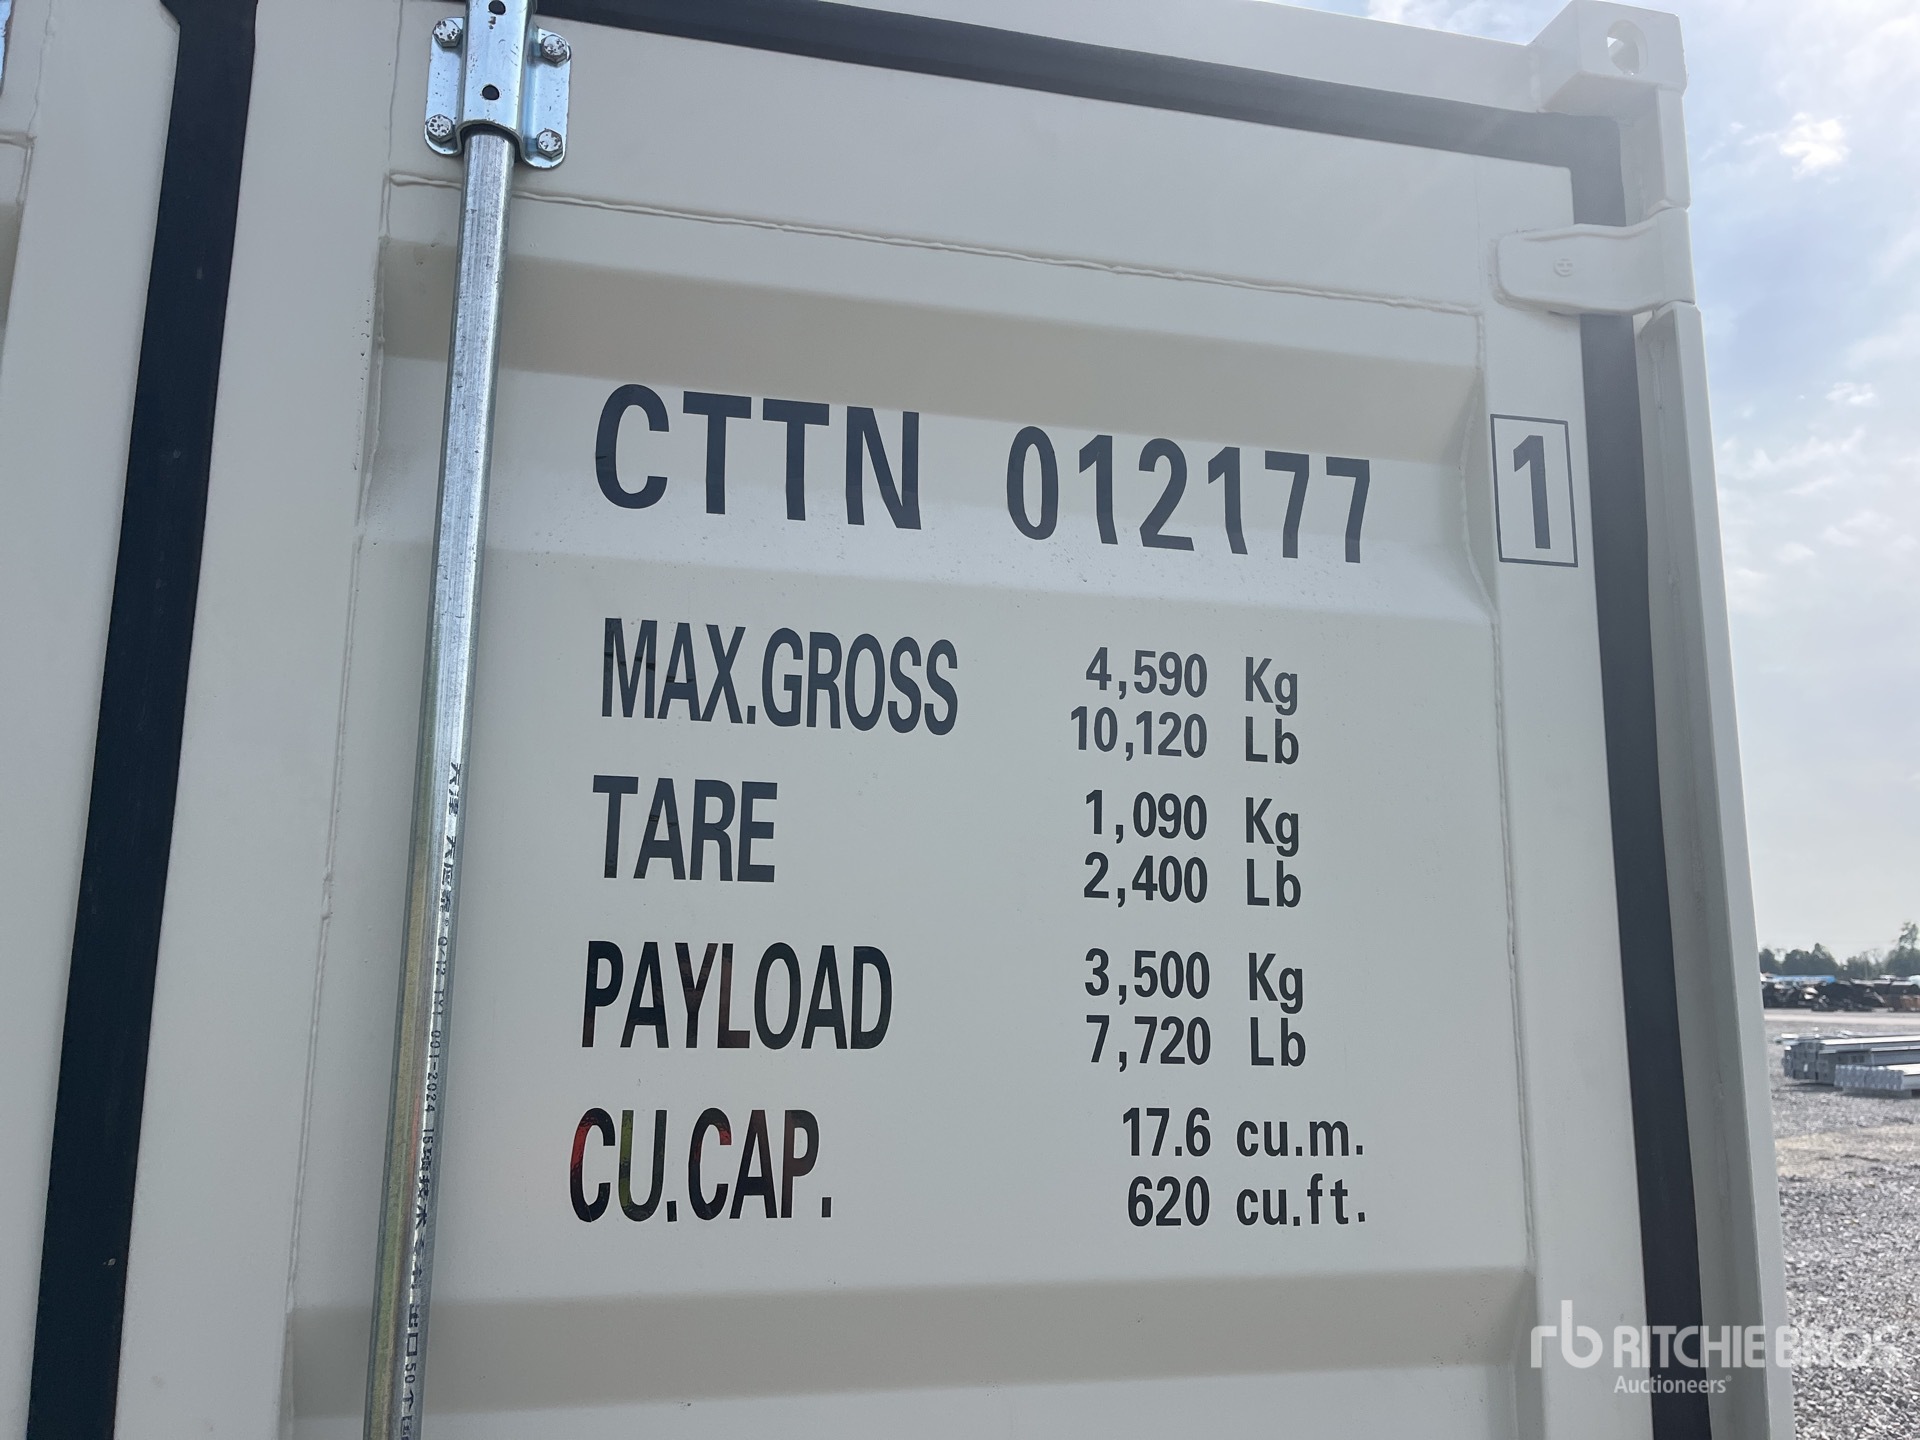 CTTN 012177 1
MAX.GROSS 4,590 Kg
10,120 Lb
TARE 1,090 Kg
2,400 Lb
PAYLOAD 3,500 Kg
7,720 Lb
CU.CAP. 17.6 cu.m.
620 cu.ft.
rb RITCHIE BROS
Auctioneers